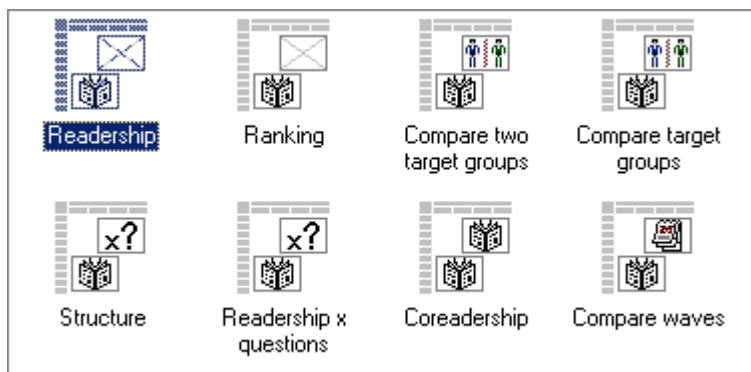 Readership
Ranking
Compare two
target groups
Compare target
groups
x?
Structure
x?
Readership x
questions
Coreadership
Compare waves